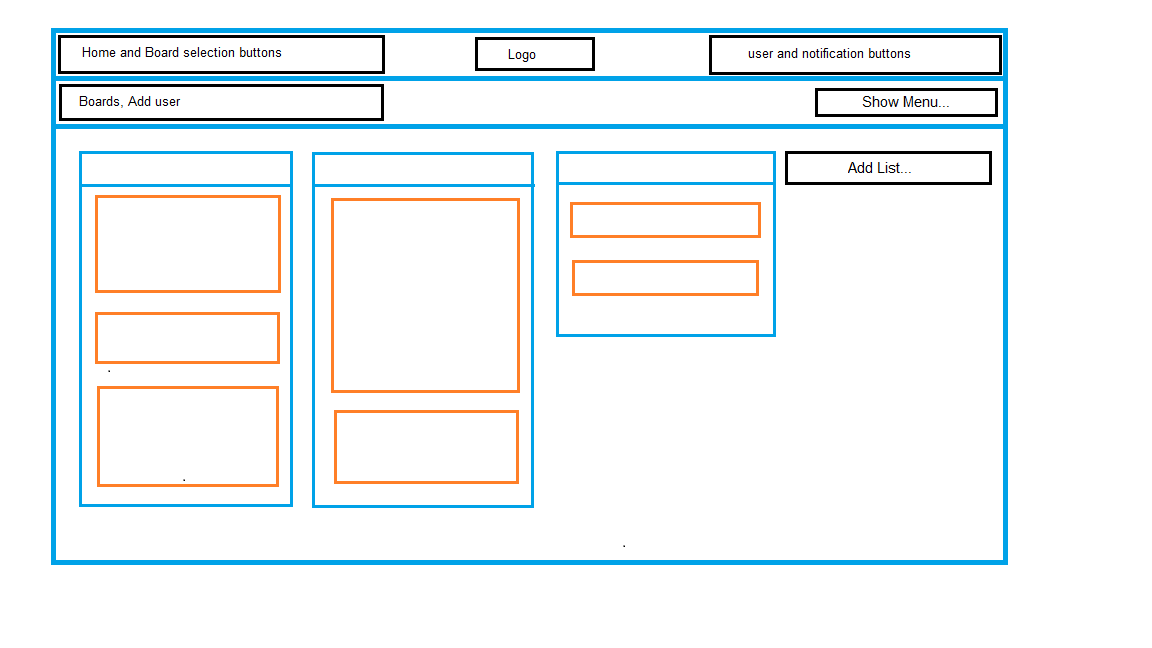 Home and Board selection buttons
Logo
user and notification buttons
Boards, Add user
Show Menu...
Add List...